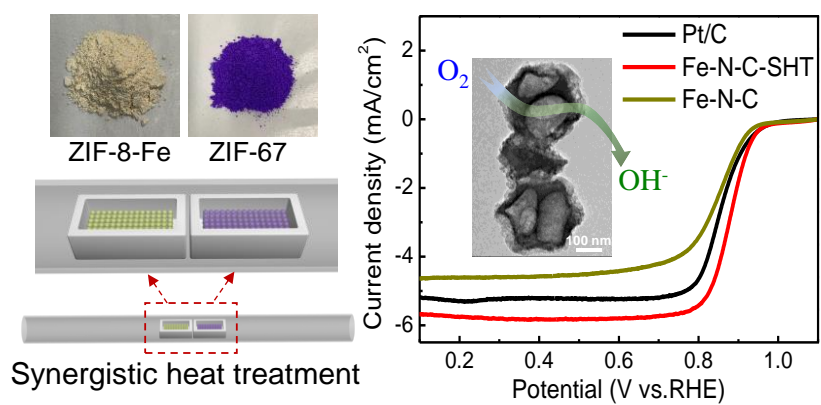 ZIF-8-Fe
ZIF-67
Synergistic heat treatment
Current density (mA/cm²)
2
0
-2
-4
-6
Pt/C
Fe-N-C-SHT
Fe-N-C
O₂
OH⁻
100 nm
0.2
0.4
0.6
0.8
1.0
Potential (V vs.RHE)